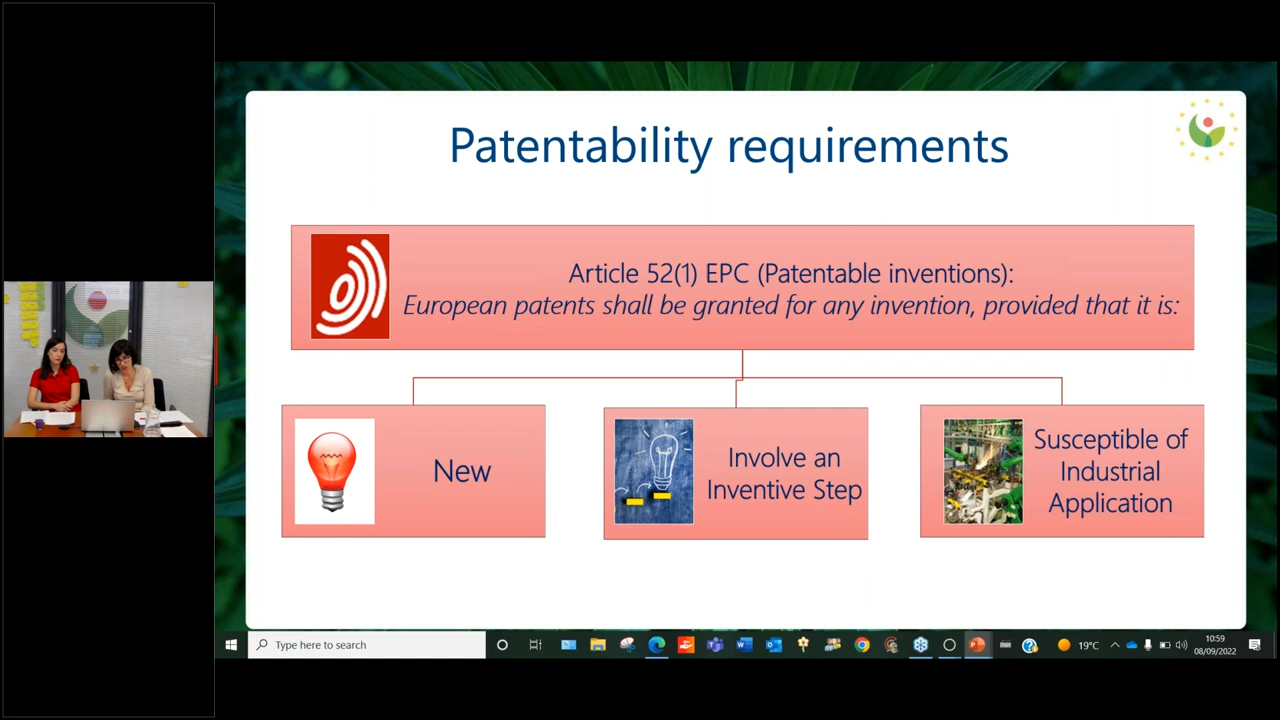 Patentability requirements
Article 52(1) EPC (Patentable inventions):
European patents shall be granted for any invention, provided that it is:
New
Involve an
Inventive Step
Susceptible of
Industrial
Application
Type here to search
19°C
10:59
08/09/2022